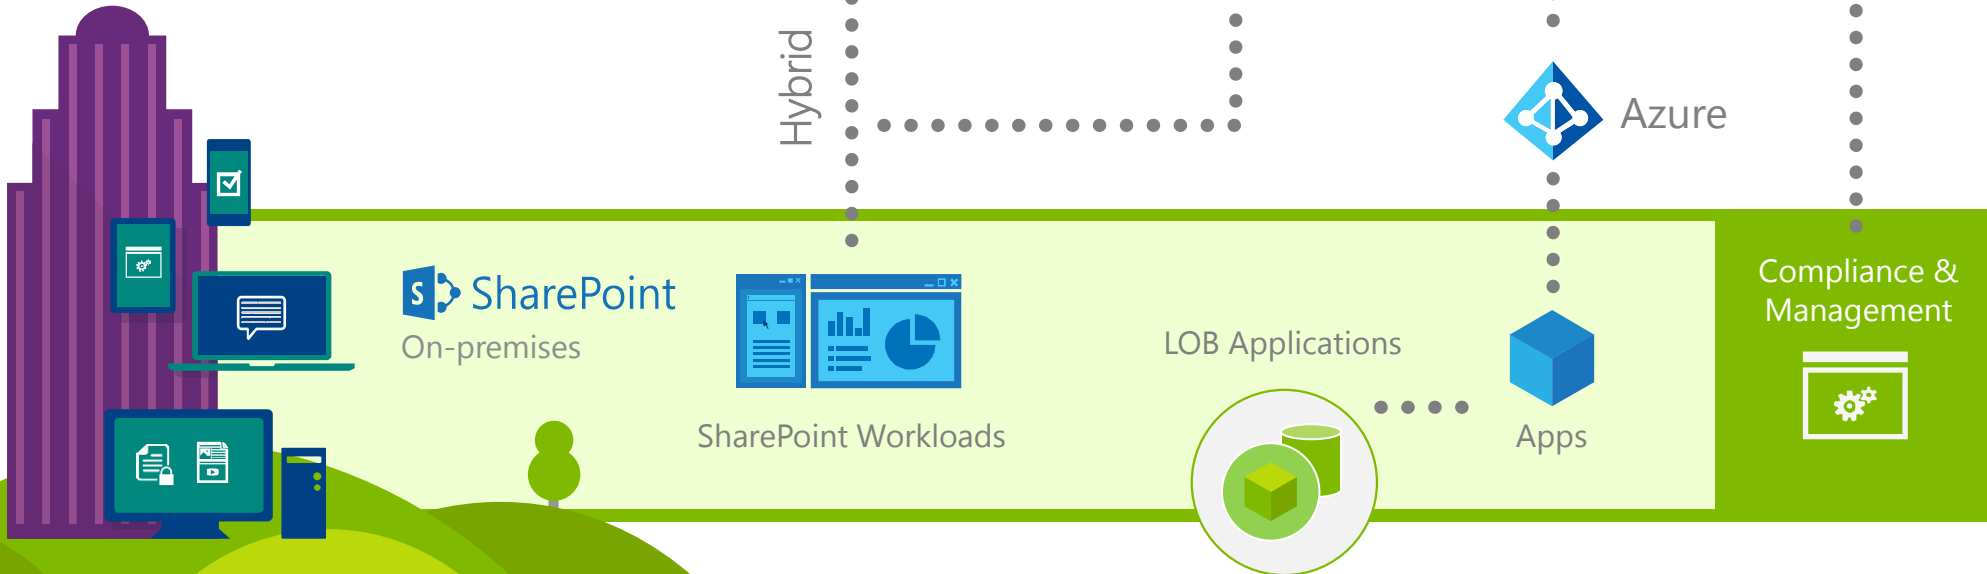 Hybrid
Azure
S
SharePoint
On-premises
SharePoint Workloads
LOB Applications
Apps
Compliance &
Management